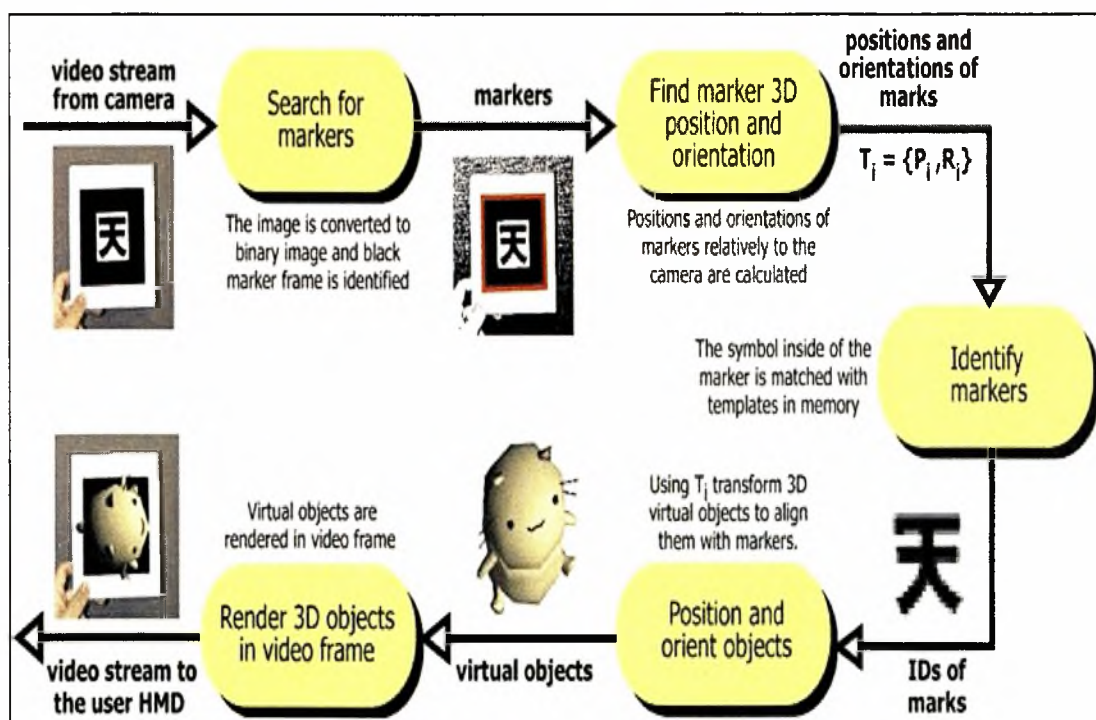 video stream
from camera
Search for
markers
The image is converted to
binary image and black
marker frame is identified
天
markers
天
Find marker 3D
position and
orientation
Positions and orientations of
markers relatively to the
camera are calculated
positions and
orientations of
marks
T_i = {P_i ,R_i}
Identify
markers
The symbol inside of the
marker is matched with
templates in memory
天
IDs of
marks
Using T_i transform 3D
virtual objects to align
them with markers.
Position and
orient objects
virtual objects
Virtual objects are
rendered in video frame
Render 3D objects
in video frame
video stream to
the user HMD